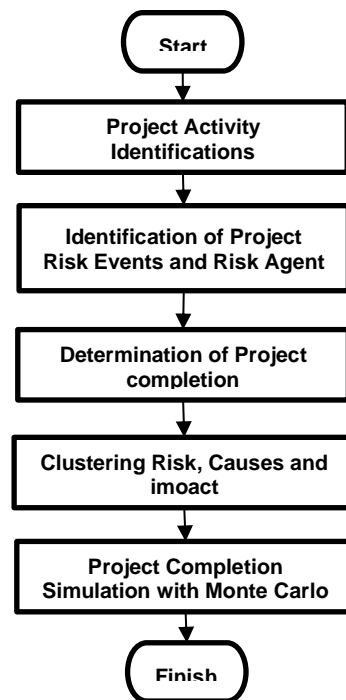 Start
Project Activity
Identifications
Identification of Project
Risk Events and Risk Agent
Determination of Project
completion
Clustering Risk, Causes and
imoact
Project Completion
Simulation with Monte Carlo
Finish